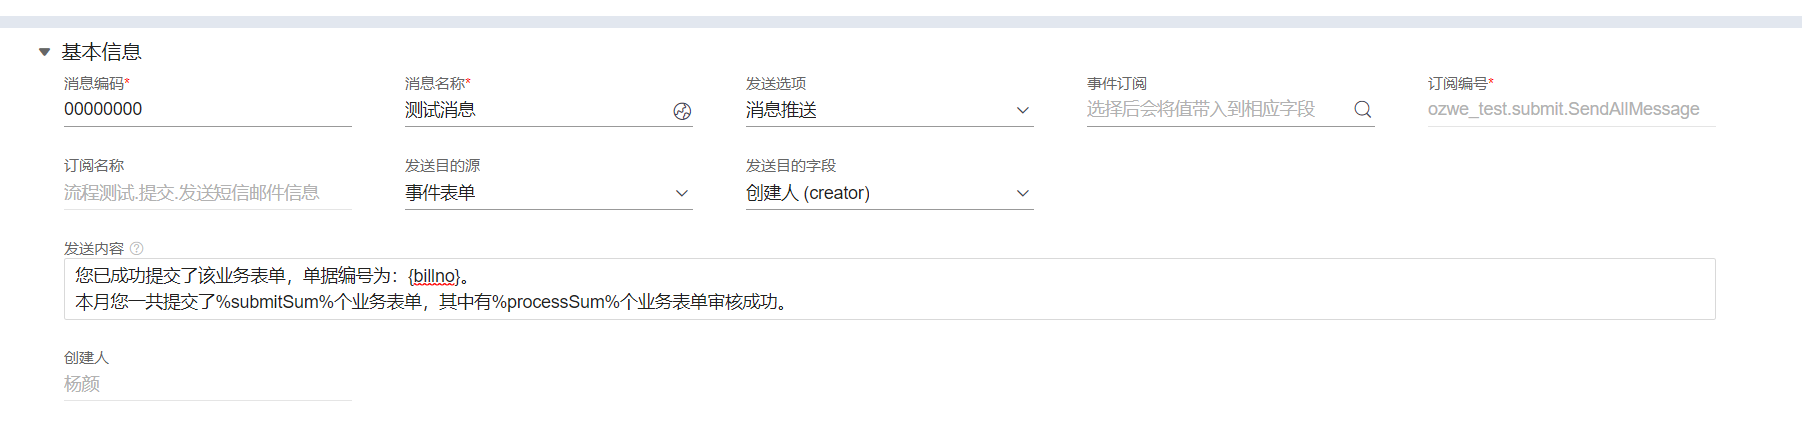 基本信息
消息编码* 消息名称* 发送选项 事件订阅 订阅编号*
00000000 测试消息 消息推送 选择后会将值带入到相应字段 ozwe_test.submit.SendAllMessage
订阅名称 发送目的源 发送目的字段
流程测试.提交.发送短信邮件信息 事件表单 创建人 (creator)
发送内容
您已成功提交了该业务表单，单据编号为：{billno}。
本月您一共提交了%submitSum%个业务表单，其中有%processSum%个业务表单审核成功。
创建人
杨颜